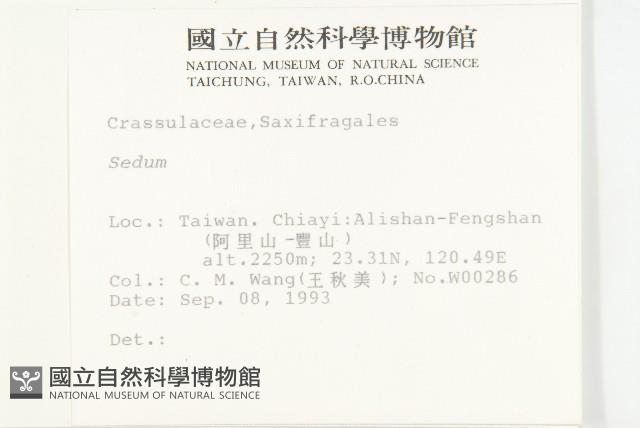 國立自然科學博物館
NATIONAL MUSEUM OF NATURAL SCIENCE
TAICHUNG, TAIWAN, R.O.CHINA
Crassulaceae,Saxifragales
Sedum
Loc.: Taiwan. Chiayi:Alishan-Fengshan
(阿里山-豐山)
alt.2250m; 23.31N, 120.49E
Col.: C. M. Wang(王秋美); No.W00286
Date: Sep. 08, 1993
Det.:
國立自然科學博物館
NATIONAL MUSEUM OF NATURAL SCIENCE